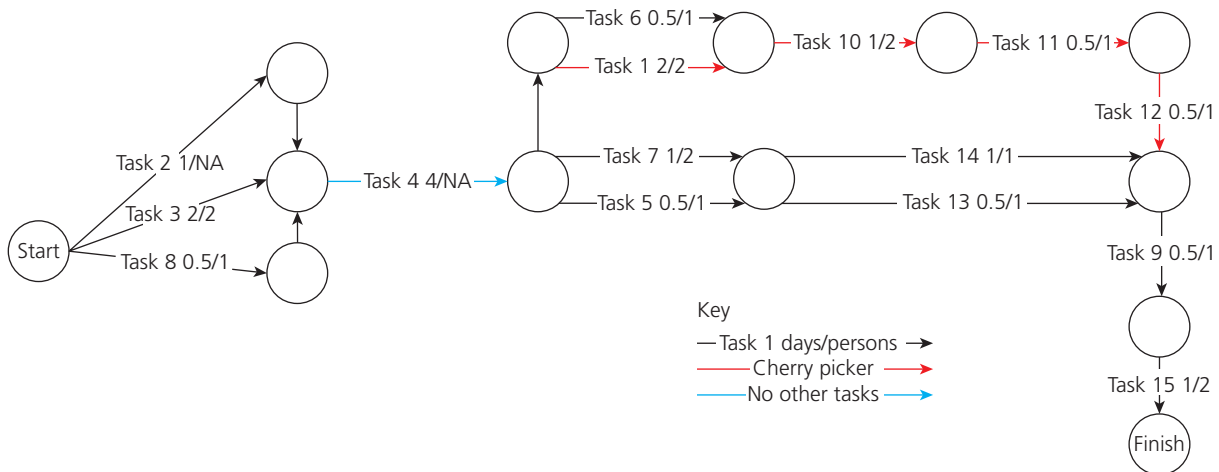 Task 6 0.5/1
Task 10 1/2
Task 11 0.5/1
Task 1 2/2
Task 12 0.5/1
Task 2 1/NA
Task 7 1/2
Task 14 1/1
Task 4 4/NA
Task 3 2/2
Task 5 0.5/1
Task 13 0.5/1
Start
Task 8 0.5/1
Task 9 0.5/1
Key
Task 1 days/persons
Cherry picker
No other tasks
Task 15 1/2
Finish